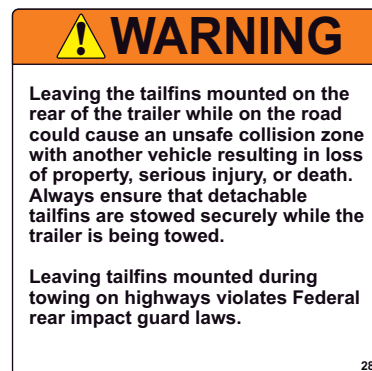 WARNING
Leaving the tailfins mounted on the
rear of the trailer while on the road
could cause an unsafe collision zone
with another vehicle resulting in loss
of property, serious injury, or death.
Always ensure that detachable
tailfins are stowed securely while the
trailer is being towed.
Leaving tailfins mounted during
towing on highways violates Federal
rear impact guard laws.
28